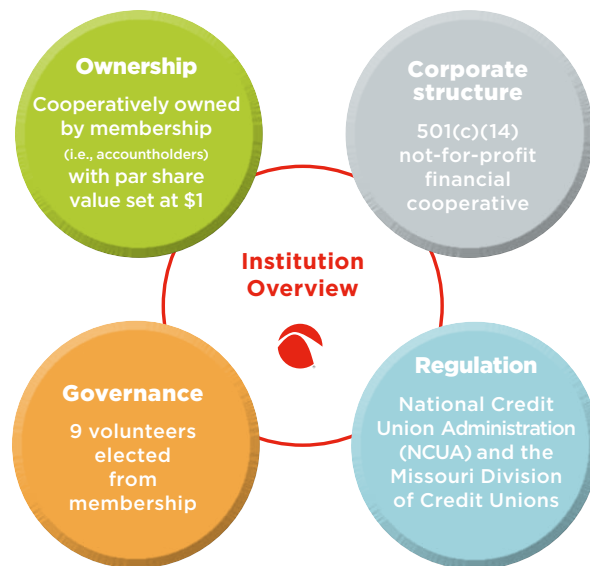 Ownership
Cooperatively owned
by membership
(i.e., accountholders)
with par share
value set at $1
Corporate
structure
501(c)(14)
not-for-profit
financial
cooperative
Institution
Overview
Governance
9 volunteers
elected
from
membership
Regulation
National Credit
Union Administration
(NCUA) and the
Missouri Division
of Credit Unions